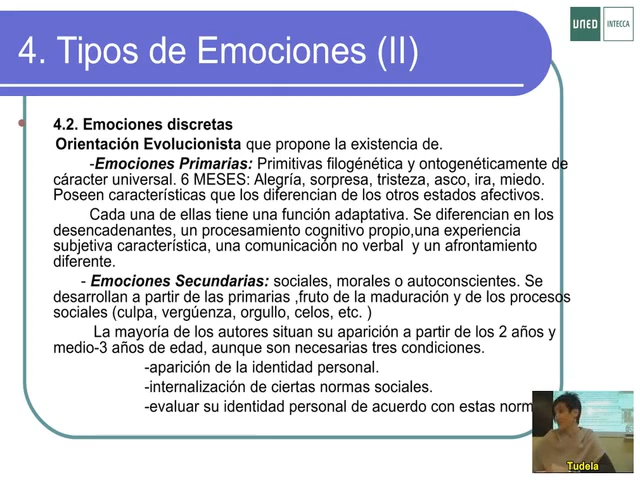 UNED INTECCA
4. Tipos de Emociones (II)
4.2. Emociones discretas
Orientación Evolucionista que propone la existencia de.
-Emociones Primarias: Primitivas filogénética y ontogenéticamente de
cáracter universal. 6 MESES: Alegría, sorpresa, tristeza, asco, ira, miedo.
Poseen características que los diferencian de los otros estados afectivos.
Cada una de ellas tiene una función adaptativa. Se diferencian en los
desencadenantes, un procesamiento cognitivo propio,una experiencia
subjetiva característica, una comunicación no verbal y un afrontamiento
diferente.
- Emociones Secundarias: sociales, morales o autoconscientes. Se
desarrollan a partir de las primarias ,fruto de la maduración y de los procesos
sociales (culpa, vergüenza, orgullo, celos, etc. )
La mayoría de los autores situan su aparición a partir de los 2 años y
medio-3 años de edad, aunque son necesarias tres condiciones.
-aparición de la identidad personal.
-internalización de ciertas normas sociales.
-evaluar su identidad personal de acuerdo con estas norm
Tudela